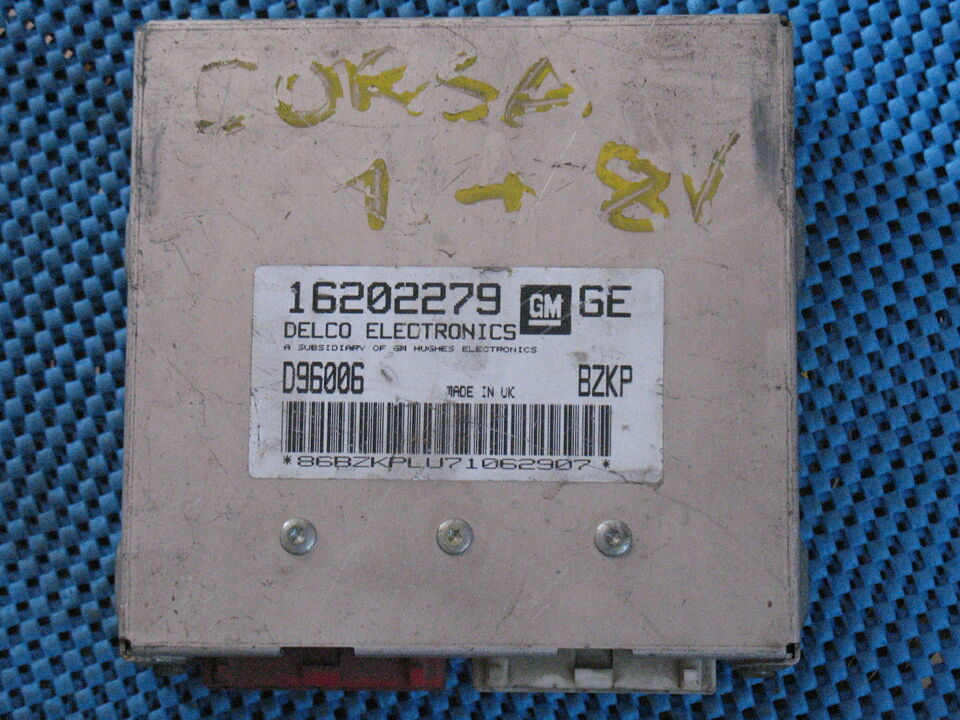 CORSA
1 - 8V
16202279 GM GE
DELCO ELECTRONICS
A SUBSIDIARY OF GM HUGHES ELECTRONICS
D96006 MADE IN UK BZKP
*86BZKPLU71062907*